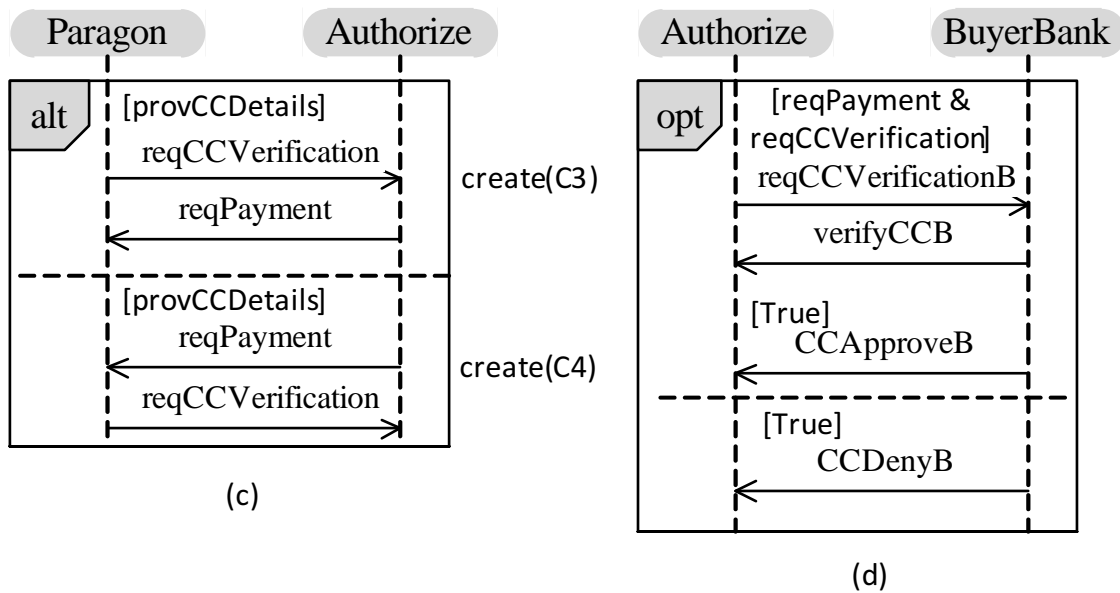 Paragon
Authorize
alt
[provCCDetails]
reqCCVerification
create(C3)
reqPayment
[provCCDetails]
reqPayment
create(C4)
reqCCVerification
(c)
Authorize
BuyerBank
opt
[reqPayment &
reqCCVerification]
reqCCVerificationB
verifyCCB
[True]
CCApproveB
[True]
CCDenyB
(d)